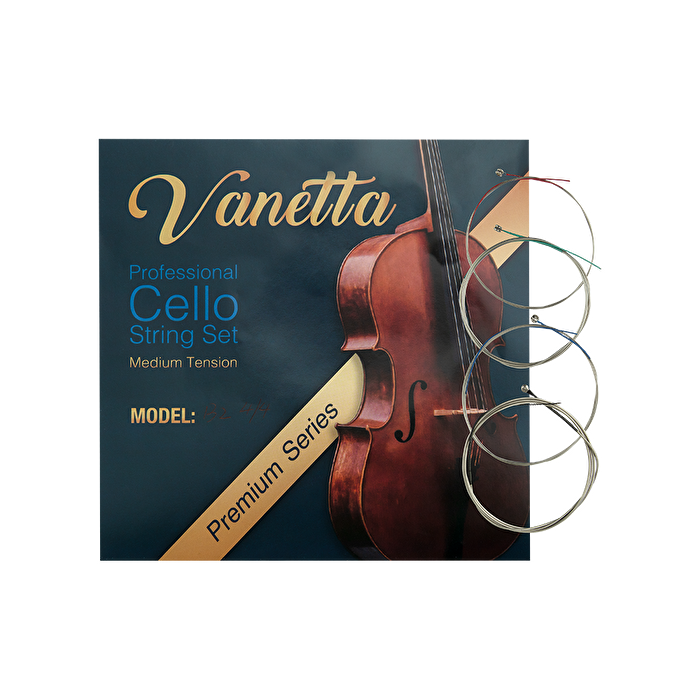 Vanetta
Professional
Cello
String Set
Medium Tension
MODEL:
Premium Series